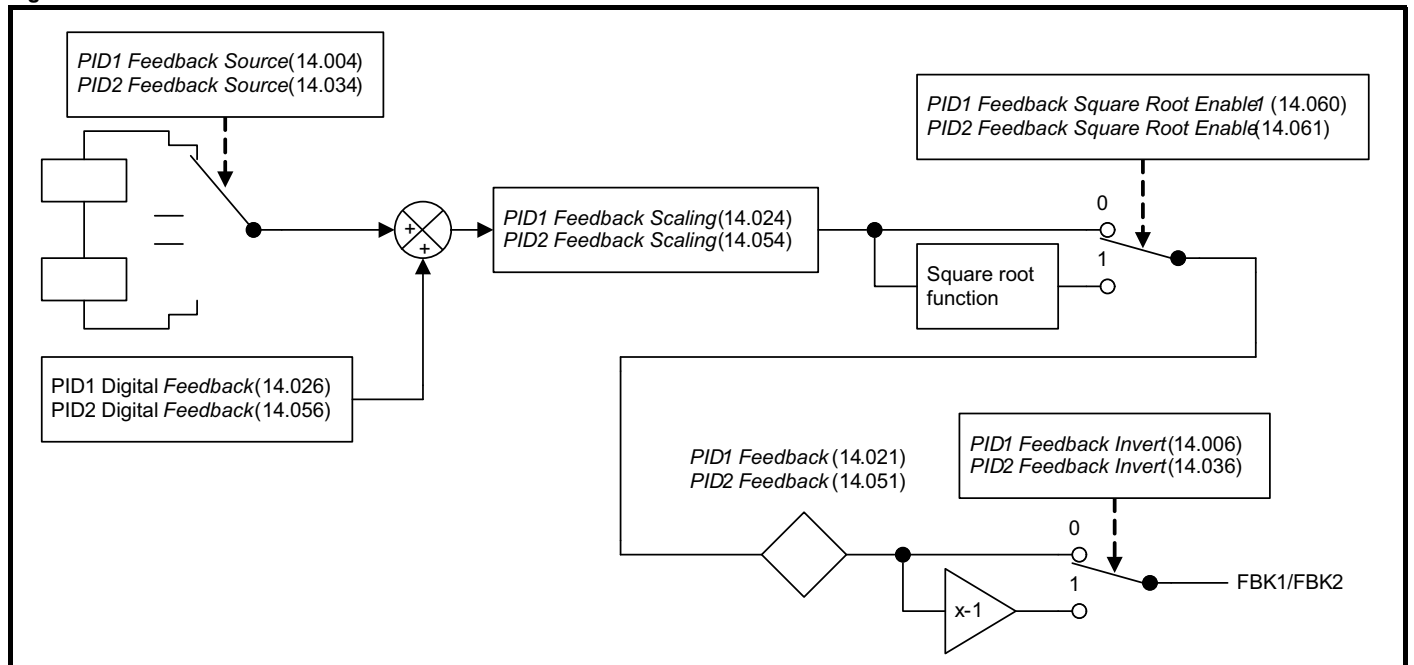 PID1 Feedback Source(14.004)
PID2 Feedback Source(14.034)
PID1 Feedback Square Root Enable1 (14.060)
PID2 Feedback Square Root Enable(14.061)
PID1 Feedback Scaling(14.024)
PID2 Feedback Scaling(14.054)
+
+
0
1
Square root
function
PID1 Digital Feedback(14.026)
PID2 Digital Feedback(14.056)
PID1 Feedback (14.021)
PID2 Feedback (14.051)
PID1 Feedback Invert(14.006)
PID2 Feedback Invert(14.036)
0
1
x-1
FBK1/FBK2